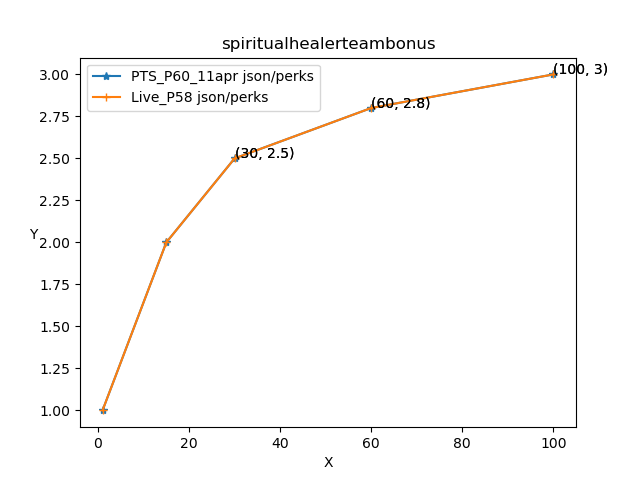 spiritualhealerteambonus
PTS_P60_11apr json/perks
Live_P58 json/perks
(100, 3)
(60, 2.8)
(30, 2.5)
Y
3.00
2.75
2.50
2.25
2.00
1.75
1.50
1.25
1.00
0 20 40 60 80 100
X